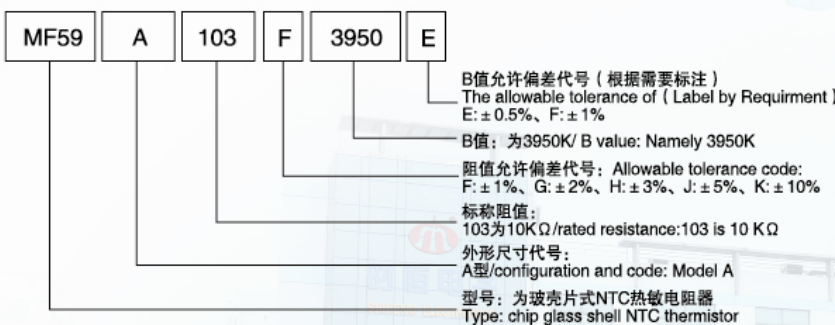 MF59 A 103 F 3950 E
B值允许偏差代号（根据需要标注）
The allowable tolerance of（Label by Requirment）
E:±0.5%、F:±1%
B值：为3950K/ B value: Namely 3950K
阻值允许偏差代号：Allowable tolerance code:
F:±1%、G:±2%、H:±3%、J:±5%、K:±10%
标称阻值：
103为10KΩ/rated resistance:103 is 10 KΩ
外形尺寸代号：
A型/configuration and code: Model A
型号：为玻壳片式NTC热敏电阻器
Type: chip glass shell NTC thermistor